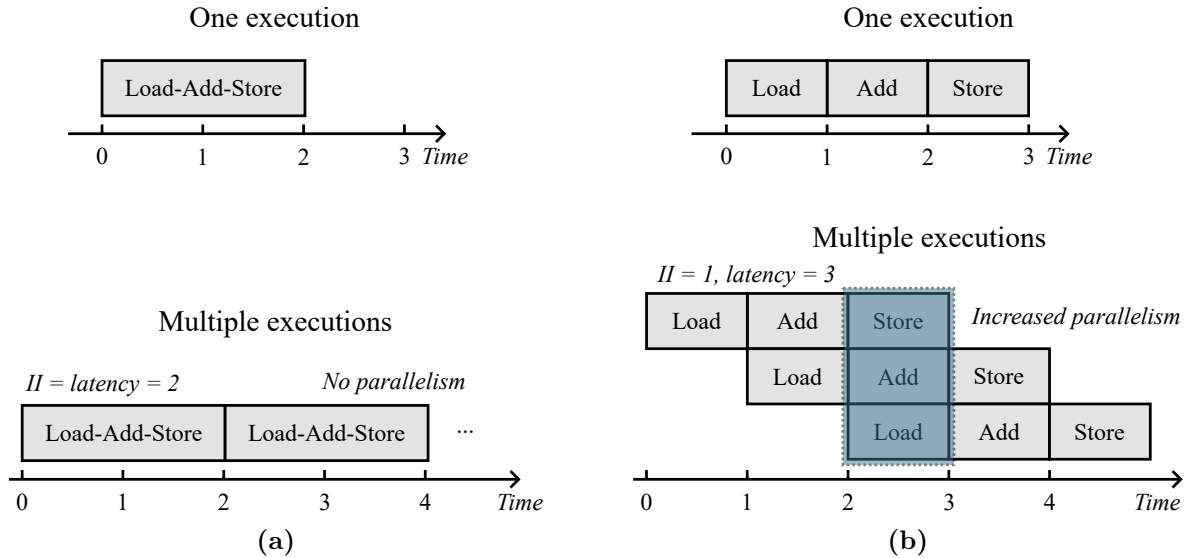 One execution
Load-Add-Store
0 1 2 3 Time
Multiple executions
II = latency = 2 No parallelism
Load-Add-Store Load-Add-Store ...
0 1 2 3 4 Time
(a)
One execution
Load Add Store
0 1 2 3 Time
Multiple executions
II = 1, latency = 3
Load Add Store Increased parallelism
Load Add Store
Load Add Store
0 1 2 3 4 Time
(b)